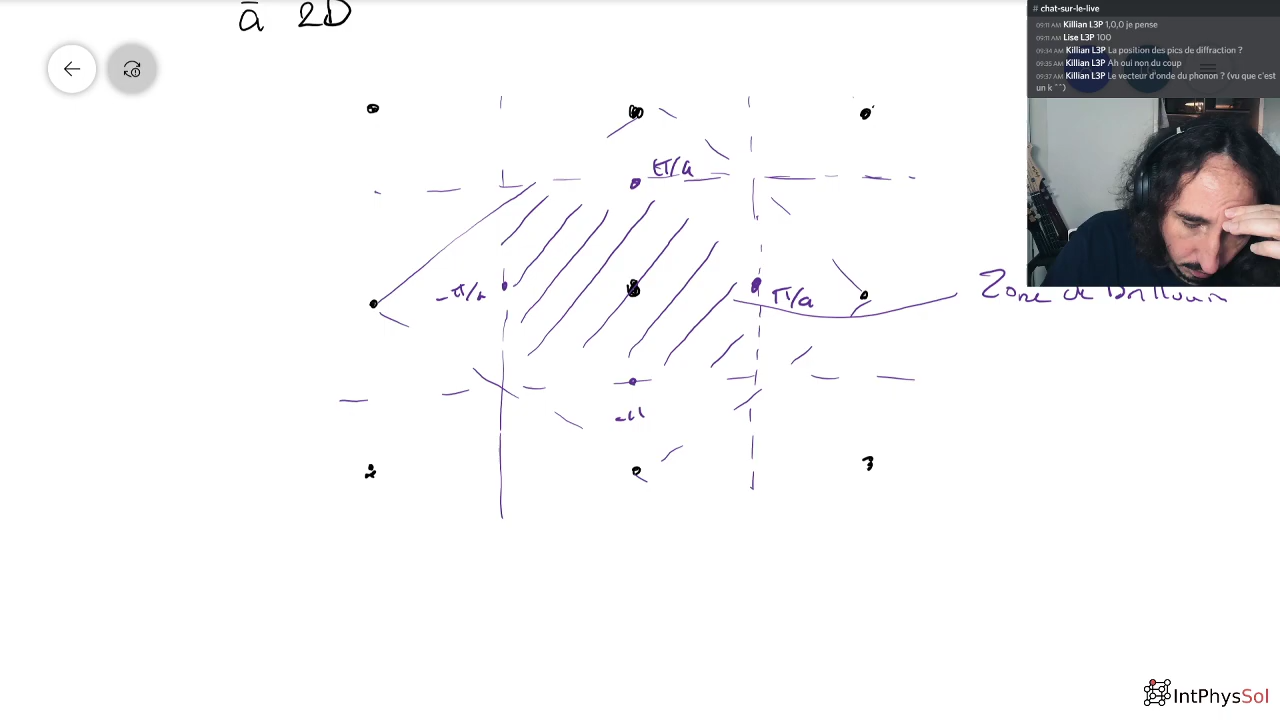 ā 2D
# chat-sur-le-live
09:11 AM Killian L3P 1,0,0 je pense
09:11 AM Lise L3P 100
09:34 AM Killian L3P La position des pics de diffraction ?
09:35 AM Killian L3P Ah oui non du coup
09:37 AM Killian L3P Le vecteur d'onde du phonon ? (vu que c'est
un k ^^)
π/a
-π/a
π/a
Zone de Brillouin
IntPhysSol